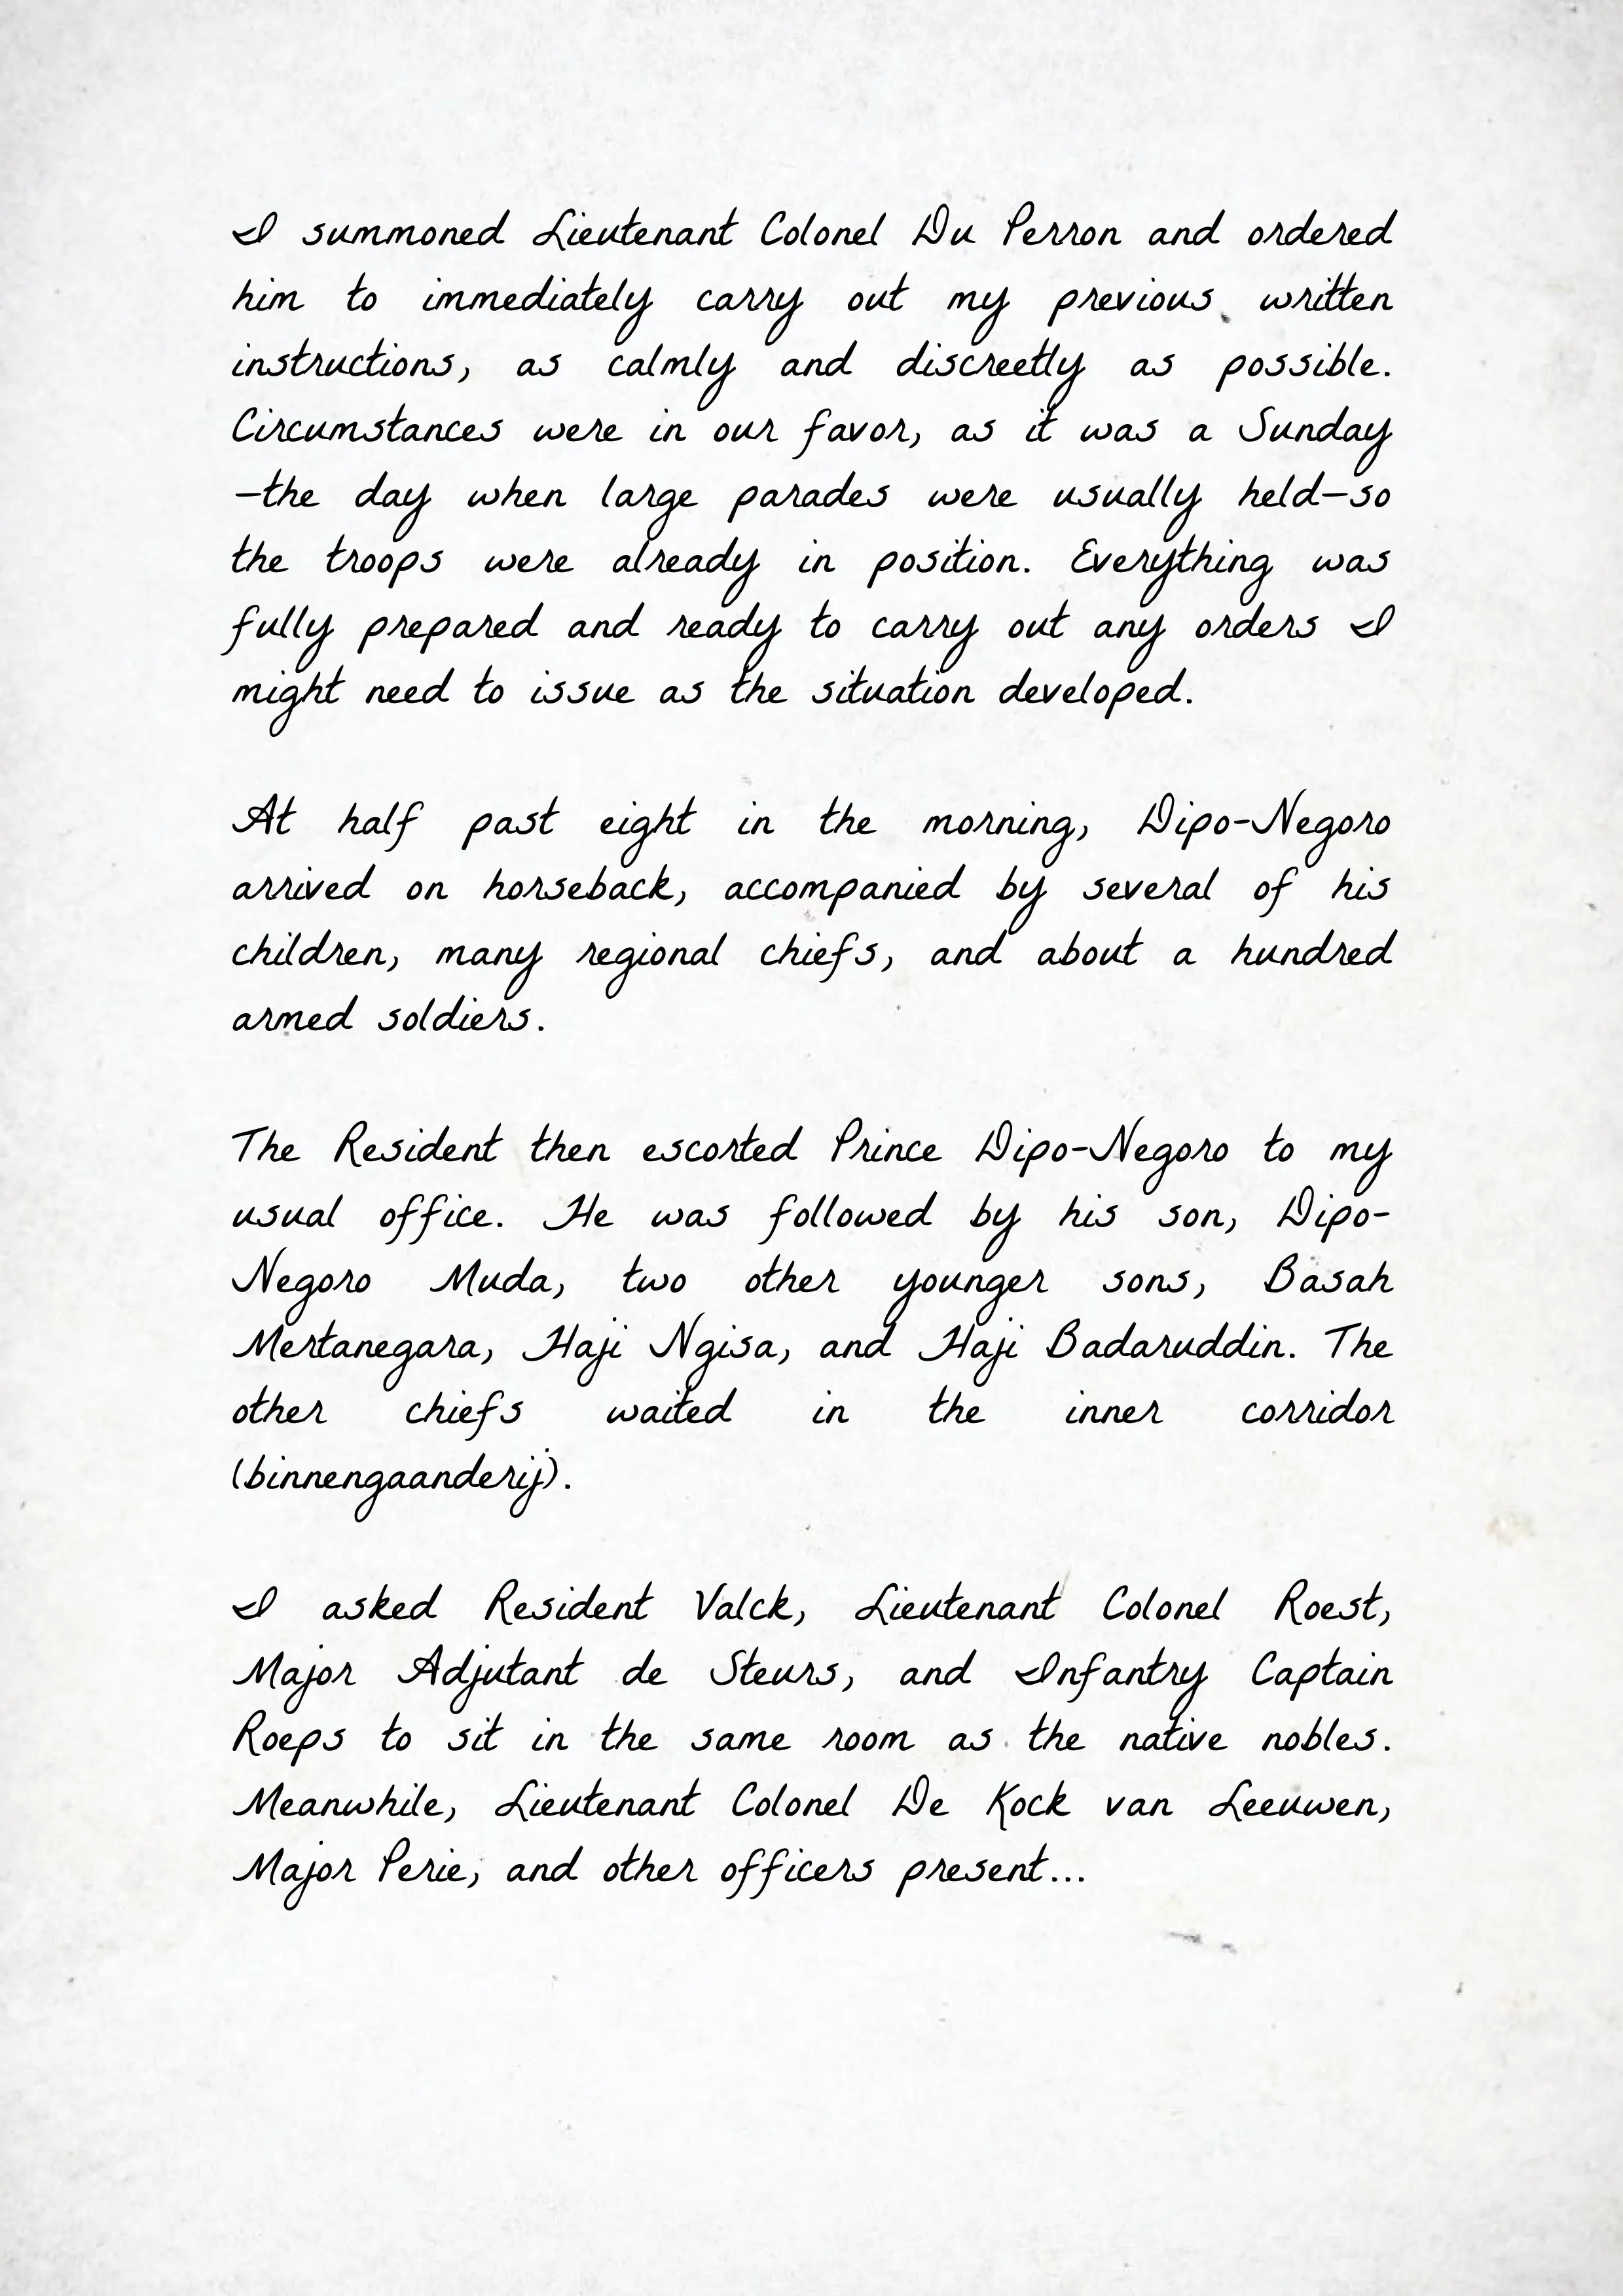 I summoned Lieutenant Colonel Du Perron and ordered
him to immediately carry out my previous written
instructions, as calmly and discreetly as possible.
Circumstances were in our favor, as it was a Sunday
—the day when large parades were usually held—so
the troops were already in position. Everything was
fully prepared and ready to carry out any orders I
might need to issue as the situation developed.
At half past eight in the morning, Dipo-Negoro
arrived on horseback, accompanied by several of his
children, many regional chiefs, and about a hundred
armed soldiers.
The Resident then escorted Prince Dipo-Negoro to my
usual office. He was followed by his son, Dipo-
Negoro Muda, two other younger sons, Basah
Mertanegara, Haji Ngisa, and Haji Badaruddin. The
other chiefs waited in the inner corridor
(binnengaanderij).
I asked Resident Valck, Lieutenant Colonel Roest,
Major Adjutant de Steurs, and Infantry Captain
Roeps to sit in the same room as the native nobles.
Meanwhile, Lieutenant Colonel De Kock van Leeuwen,
Major Perie, and other officers present...